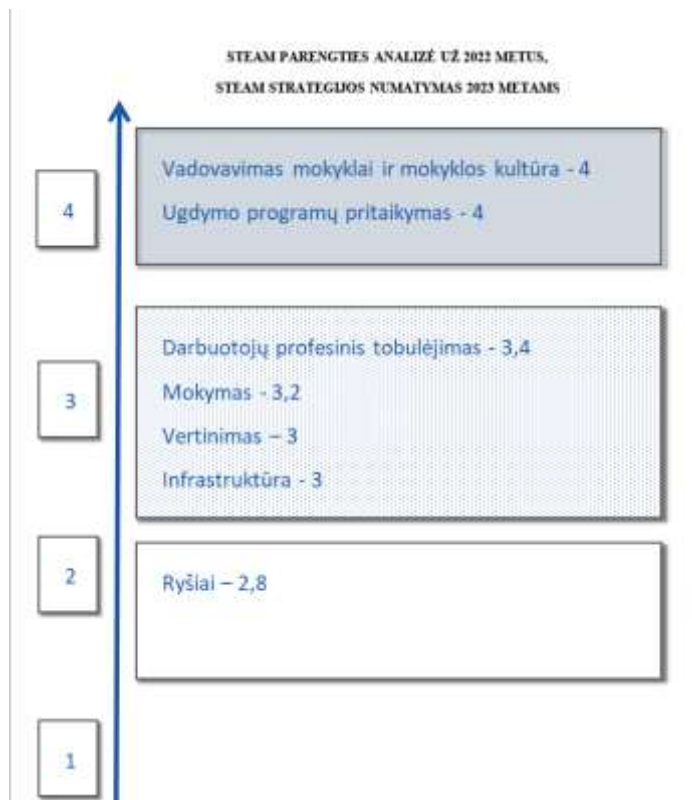 STEAM PARENGTIES ANALIZĖ UŽ 2022 METUS,
STEAM STRATEGIJOS NUMATYMAS 2023 METAMS
4
Vadovavimas mokyklai ir mokyklos kultūra - 4
Ugdymo programų pritaikymas - 4
3
Darbuotojų profesinis tobulėjimas - 3,4
Mokymas - 3,2
Vertinimas – 3
Infrastruktūra - 3
2
Ryšiai – 2,8
1